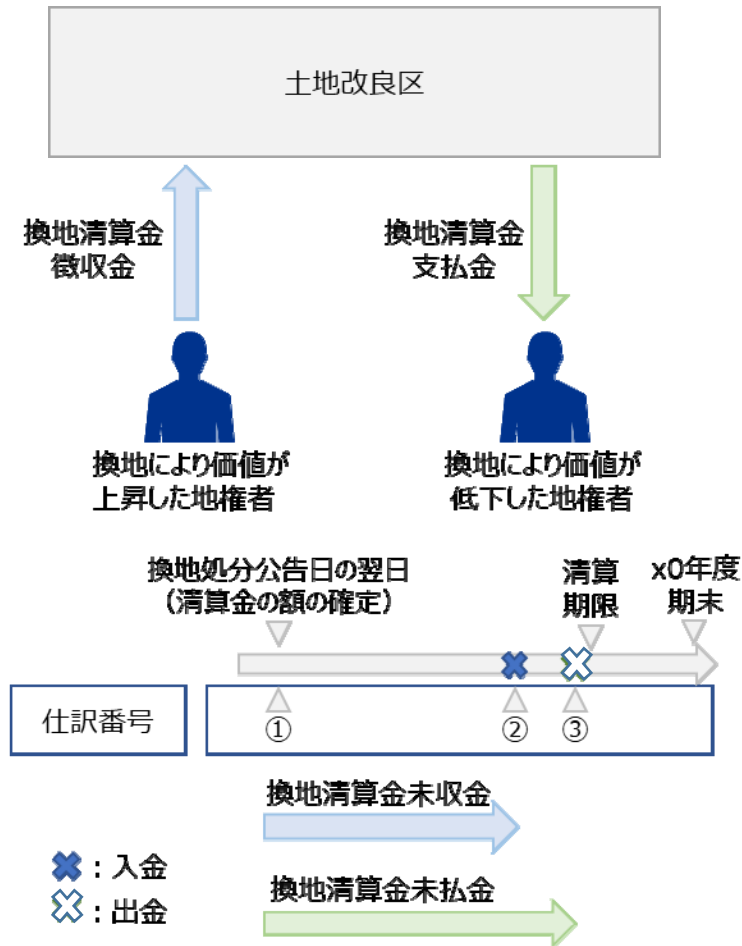 土地改良区
換地清算金
徴収金
換地清算金
支払金
換地により価値が
上昇した地権者
換地により価値が
低下した地権者
換地処分公告日の翌日
（清算金の額の確定）
清算
期限
x0年度
期末
仕訳番号
①
②
③
換地清算金未収金
：入金
換地清算金未払金
：出金